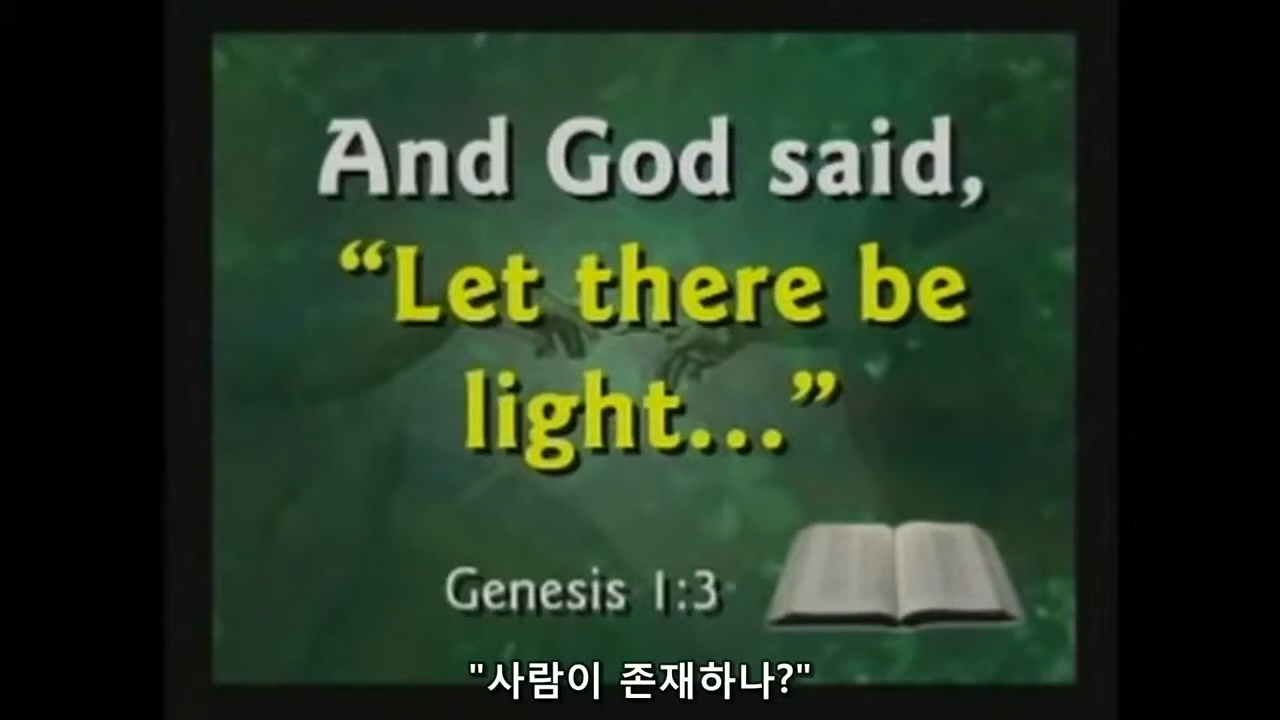 And God said,
“Let there be
light...”
Genesis 1:3
"사람이 존재하나?"